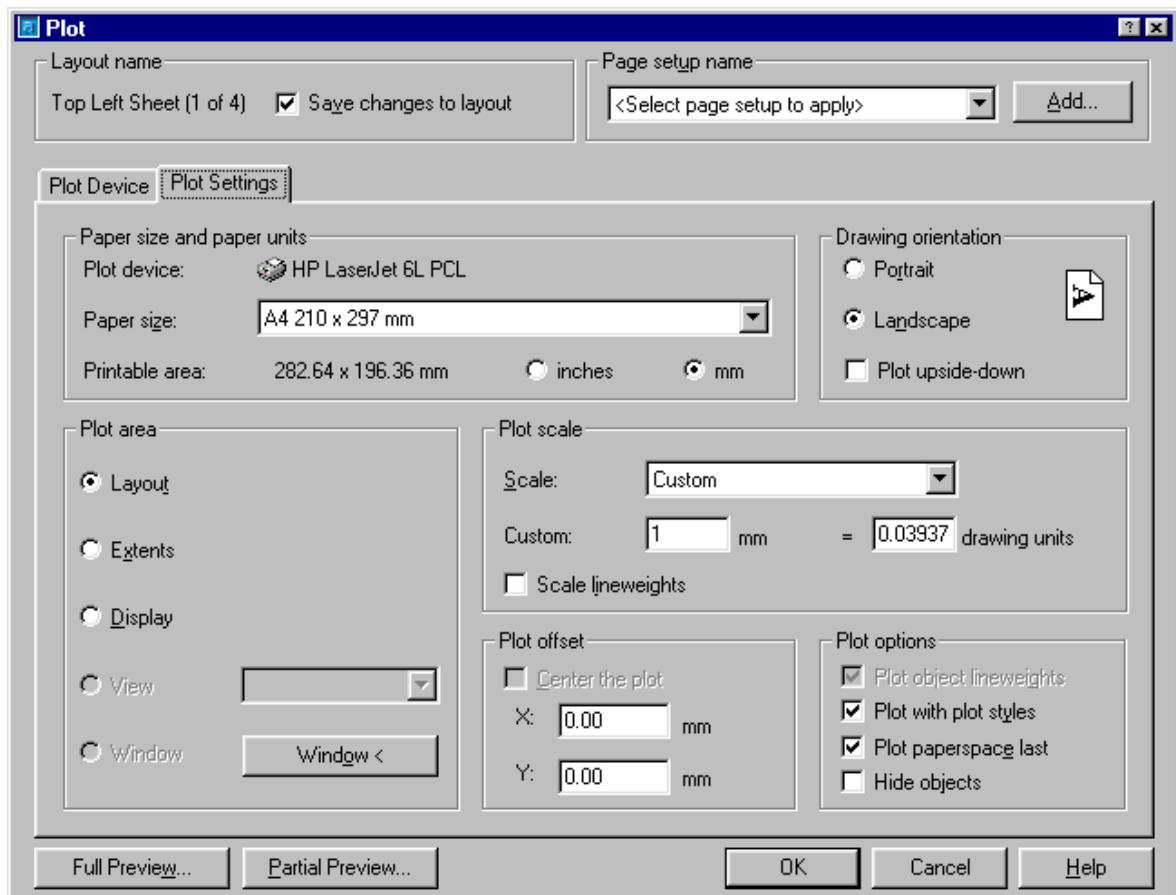 Plot
Layout name
Top Left Sheet (1 of 4) Save changes to layout
Page setup name
<Select page setup to apply> Add...
Plot Device Plot Settings
Paper size and paper units
Plot device: HP LaserJet 6L PCL
Paper size: A4 210 x 297 mm
Printable area: 282.64 x 196.36 mm inches mm
Drawing orientation
Portrait
A
Landscape
Plot upside-down
Plot area
Layout
Extents
Display
View
Window Window <
Plot scale
Scale: Custom
Custom: 1 mm = 0.03937 drawing units
Scale lineweights
Plot offset
Center the plot
X: 0.00 mm
Y: 0.00 mm
Plot options
Plot object lineweights
Plot with plot styles
Plot paperspace last
Hide objects
Full Preview... Partial Preview... OK Cancel Help